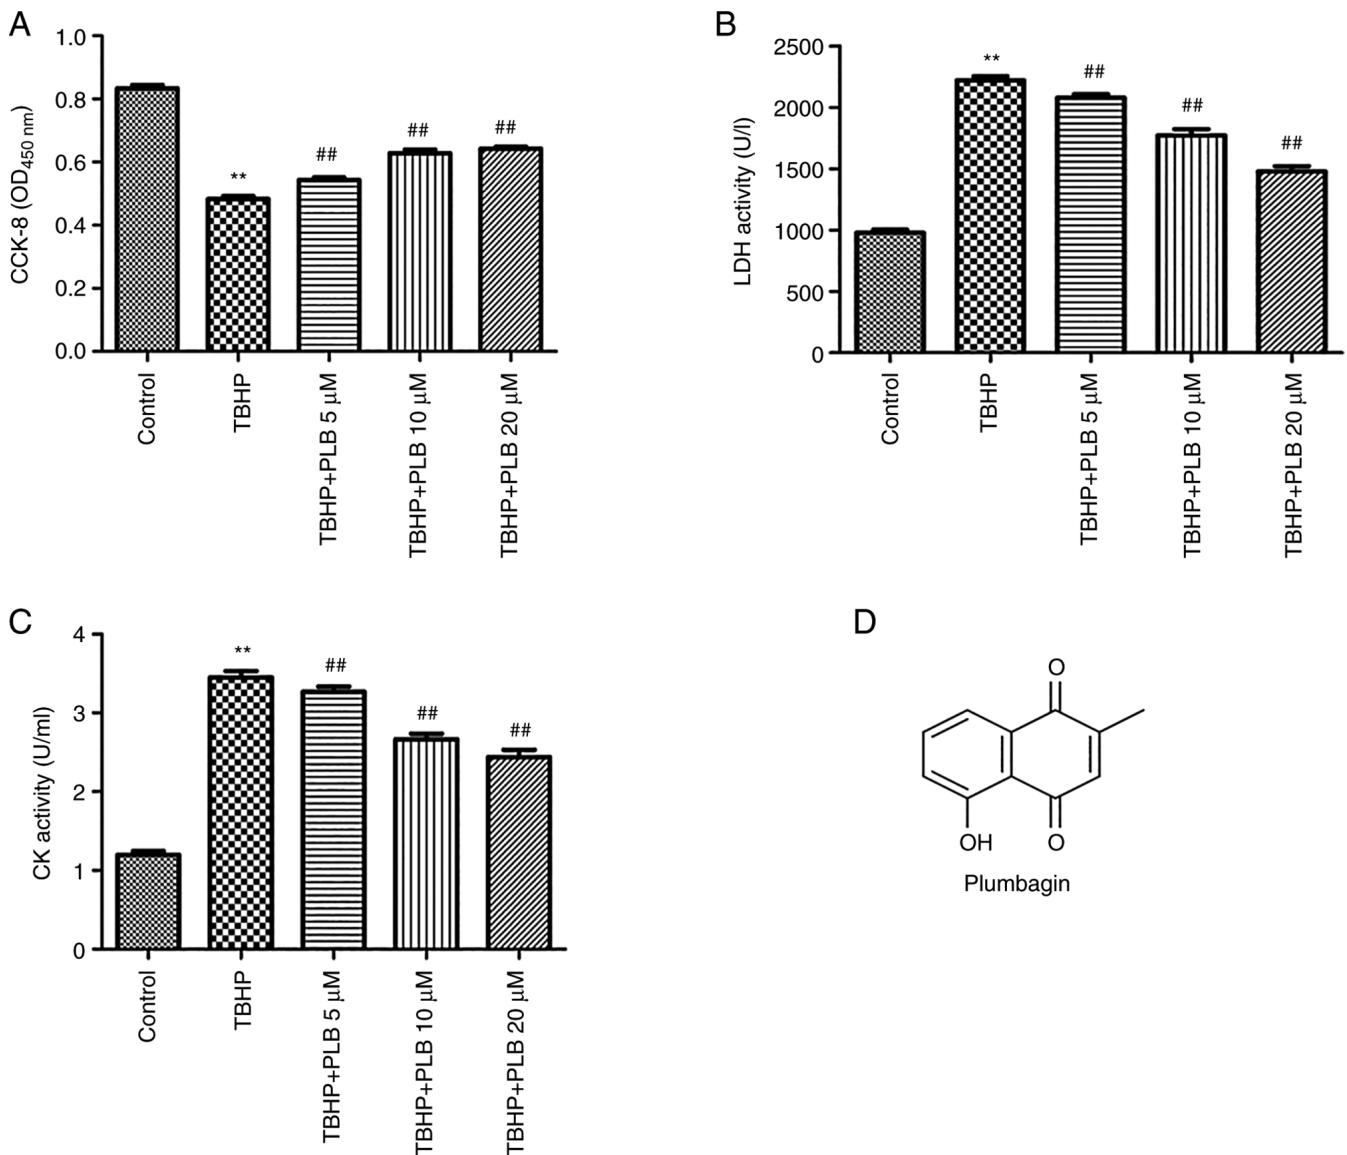 A
1.0
0.8
0.6
0.4
0.2
0.0
CCK-8 (OD450 nm)
**
##
##
##
Control
TBHP
TBHP+PLB 5 μM
TBHP+PLB 10 μM
TBHP+PLB 20 μM
B
2500
2000
1500
1000
500
0
LDH activity (U/l)
**
##
##
##
Control
TBHP
TBHP+PLB 5 μM
TBHP+PLB 10 μM
TBHP+PLB 20 μM
C
4
3
2
1
0
CK activity (U/ml)
**
##
##
##
Control
TBHP
TBHP+PLB 5 μM
TBHP+PLB 10 μM
TBHP+PLB 20 μM
D
O
OH
O
Plumbagin